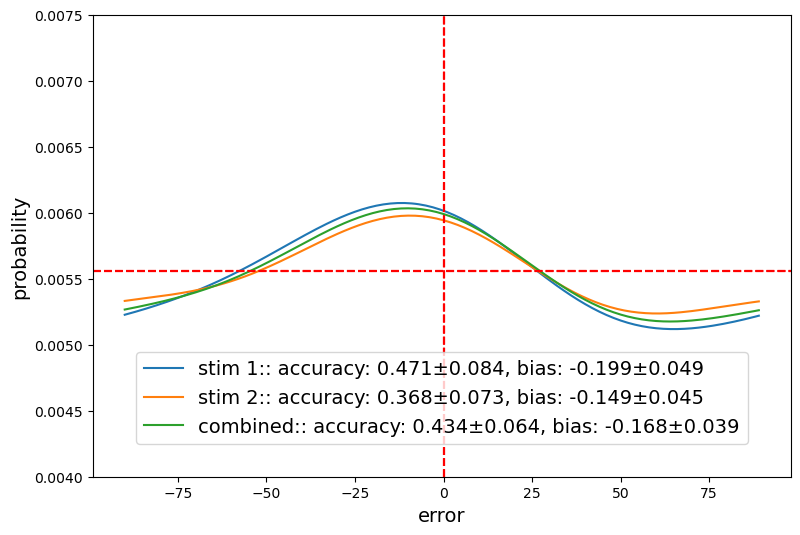 0.0075
0.0070
0.0065
0.0060
0.0055
0.0050
0.0045
0.0040
probability
stim 1:: accuracy: 0.471±0.084, bias: -0.199±0.049
stim 2:: accuracy: 0.368±0.073, bias: -0.149±0.045
combined:: accuracy: 0.434±0.064, bias: -0.168±0.039
−75 −50 −25 0 25 50 75
error